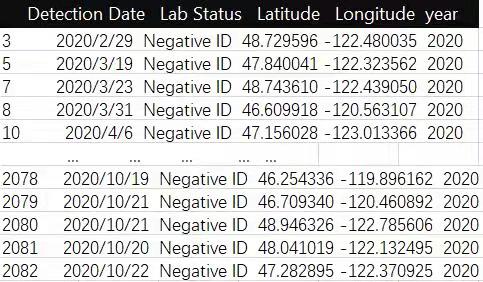 Detection Date Lab Status Latitude Longitude year
3 2020/2/29 Negative ID 48.729596 -122.480035 2020
5 2020/3/19 Negative ID 47.840041 -122.323562 2020
7 2020/3/23 Negative ID 48.743610 -122.439050 2020
8 2020/3/31 Negative ID 46.609918 -120.563107 2020
10 2020/4/6 Negative ID 47.156028 -123.013366 2020
... ... ... ... ...
2078 2020/10/19 Negative ID 46.254336 -119.896162 2020
2079 2020/10/21 Negative ID 46.709340 -120.460892 2020
2080 2020/10/21 Negative ID 48.946326 -122.785606 2020
2081 2020/10/20 Negative ID 48.041019 -122.132495 2020
2082 2020/10/22 Negative ID 47.282895 -122.370925 2020